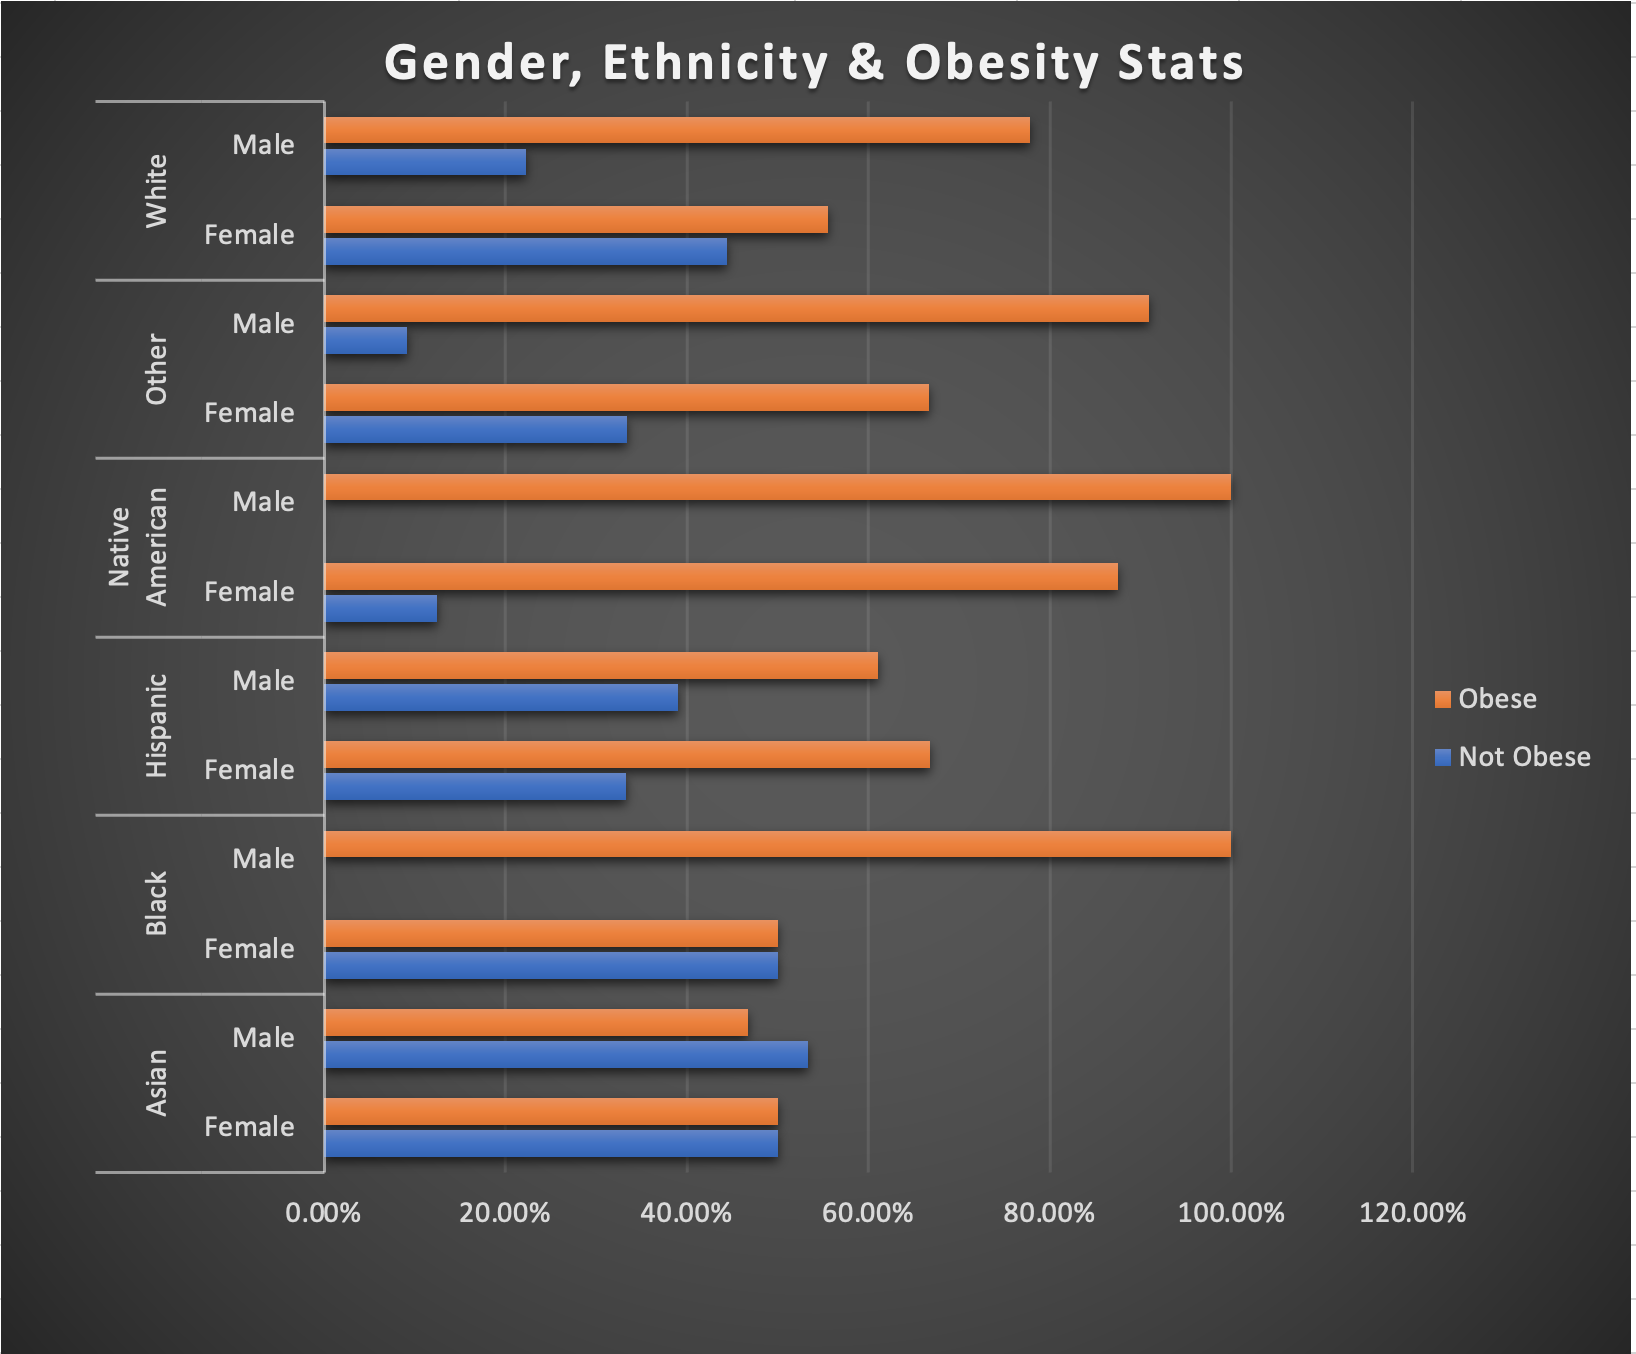 Gender, Ethnicity & Obesity Stats
White
Male
Female
Other
Male
Female
Native
American
Male
Female
Hispanic
Male
Female
Black
Male
Female
Asian
Male
Female
Obese
Not Obese
0.00% 20.00% 40.00% 60.00% 80.00% 100.00% 120.00%